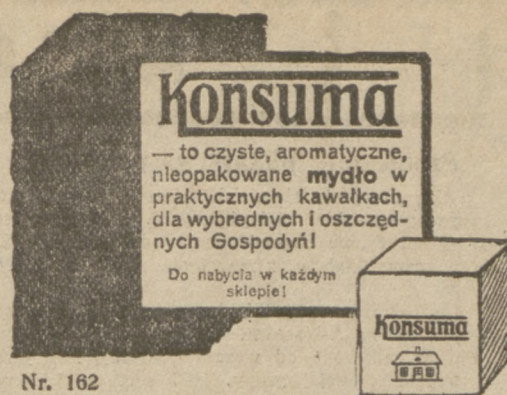 Konsuma
— to czyste, aromatyczne,
nieopakowane mydło w
praktycznych kawałkach,
dla wybrednych i oszczęd-
nych Gospodyń!
Do nabycia w każdym
sklepie!
Konsuma
Nr. 162